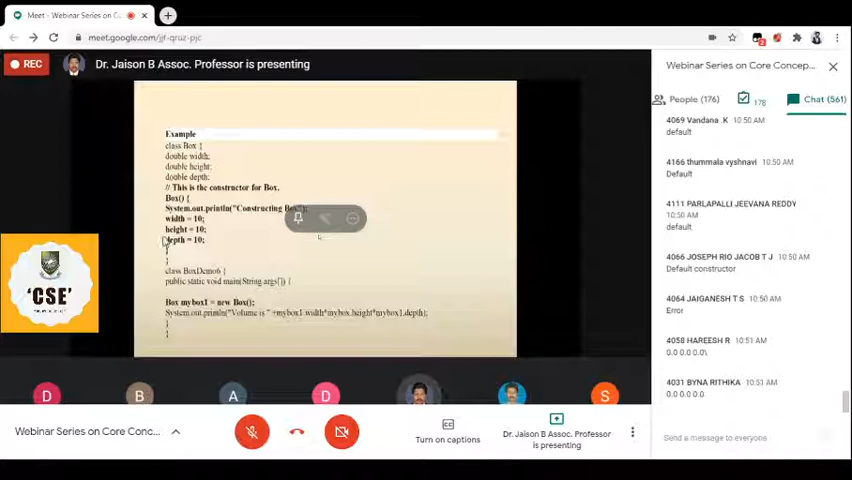 Meet - Webinar Series on C
meet.google.com/jjf-qruz-pjc
2
REC
Dr. Jaison B Assoc. Professor is presenting
Example
class Box {
double width;
double height;
double depth;
// This is the constructor for Box.
Box() {
System.out.println("Constructing Box");
width = 10;
height = 10;
depth = 10;
}
}
class BoxDemo6 {
public static void main(String args[]) {
Box mybox1 = new Box();
System.out.println("Volume is " +mybox1.width*mybox.height*mybox1.depth);
}
}
'CSE'
D
B
A
D
S
Webinar Series on Core Conc...
Turn on captions
Dr. Jaison B Assoc. Professor
is presenting
Webinar Series on Core Concep...
People (176)
178
Chat (561)
4069 Vandana .K 10:50 AM
default
4166 thummala vyshnavi 10:50 AM
Default
4111 PARLAPALLI JEEVANA REDDY
10:50 AM
default
4066 JOSEPH RIO JACOB T J 10:50 AM
Default constructor
4064 JAIGANESH T S 10:50 AM
Error
4058 HAREESH R 10:51 AM
0.0 0.0 0.0\
4031 BYNA RITHIKA 10:51 AM
0.0 0.0 0.0
Send a message to everyone